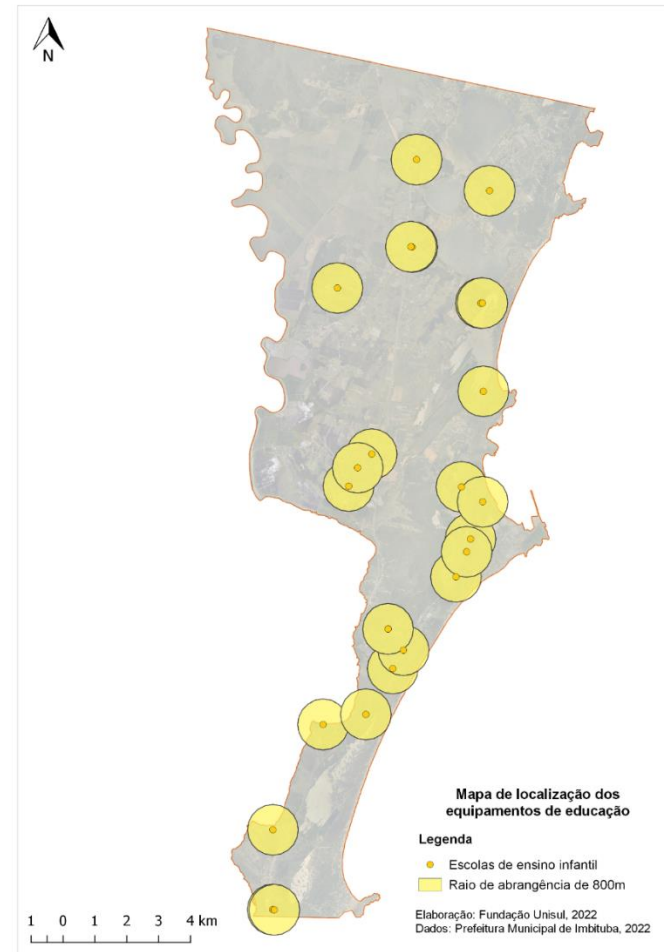 N
Mapa de localização dos
equipamentos de educação
Legenda
Escolas de ensino infantil
Raio de abrangência de 800m
1 0 1 2 3 4 km
Elaboração: Fundação Unisul, 2022
Dados: Prefeitura Municipal de Imbituba, 2022